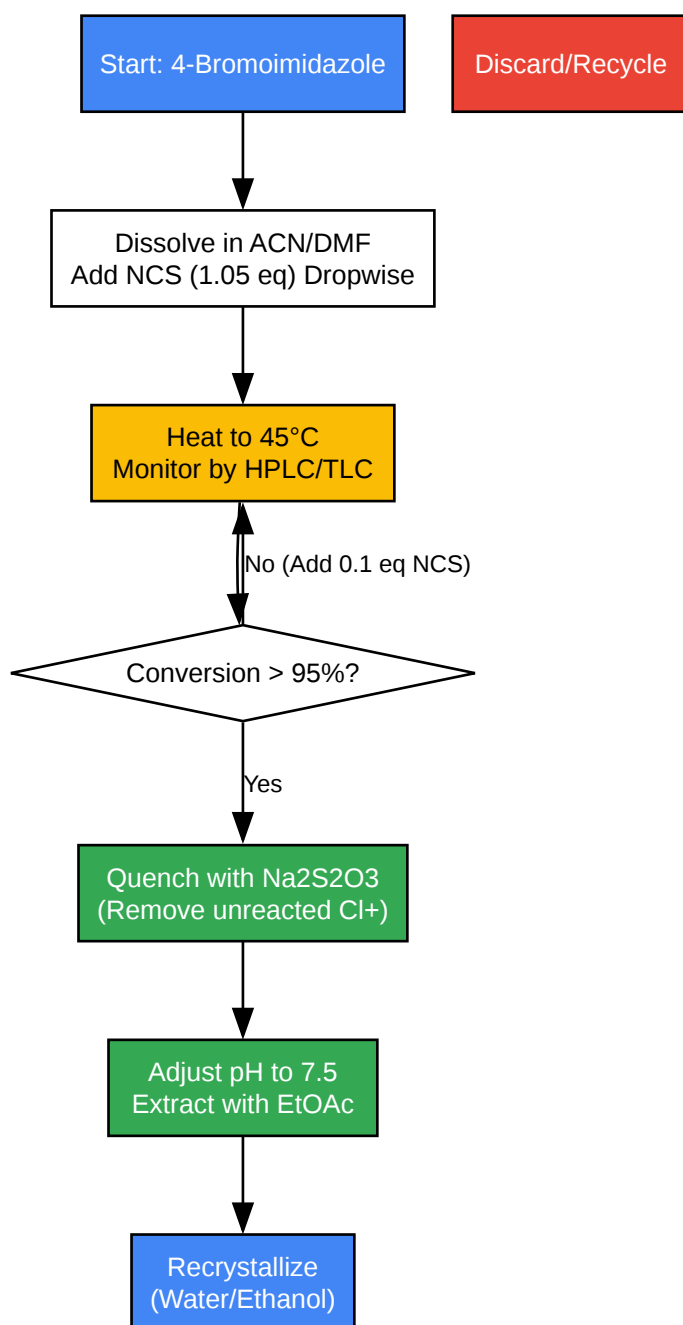 Start: 4-Bromoimidazole
Discard/Recycle
Dissolve in ACN/DMF
Add NCS (1.05 eq) Dropwise
Heat to 45°C
Monitor by HPLC/TLC
No (Add 0.1 eq NCS)
Conversion > 95%?
Yes
Quench with Na2S2O3
(Remove unreacted Cl+)
Adjust pH to 7.5
Extract with EtOAc
Recrystallize
(Water/Ethanol)